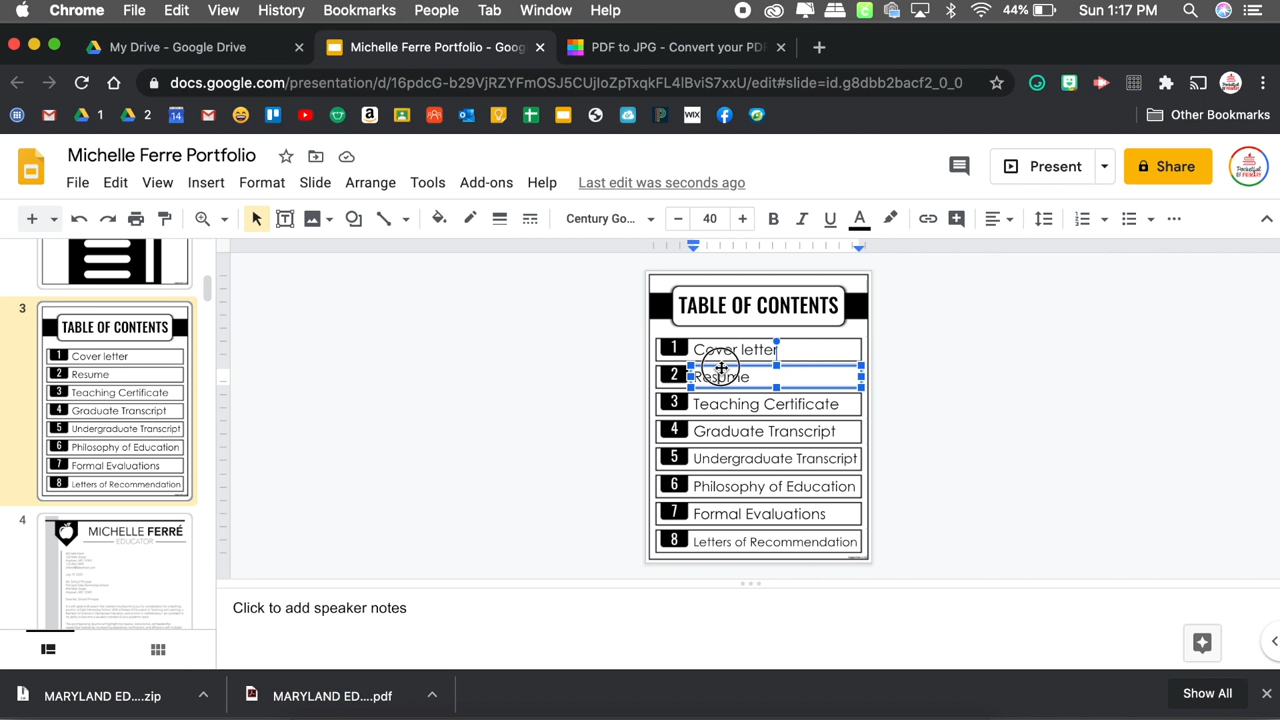 Chrome File Edit View History Bookmarks People Tab Window Help 44% Sun 1:17 PM
My Drive - Google Drive Michelle Ferre Portfolio - Goog PDF to JPG - Convert your PDF
docs.google.com/presentation/d/16pdcG-b29VjRZYFmOSJ5CUjIoZpTxqkFL4lBviS7xxU/edit#slide=id.g8dbb2bacf2_0_0
1 2 WIX Other Bookmarks
Michelle Ferre Portfolio
Present Share
File Edit View Insert Format Slide Arrange Tools Add-ons Help Last edit was seconds ago
Century Go... 40 B I U A
3
TABLE OF CONTENTS
1 Cover letter
2 Resume
3 Teaching Certificate
4 Graduate Transcript
5 Undergraduate Transcript
6 Philosophy of Education
7 Formal Evaluations
8 Letters of Recommendation
4
MICHELLE FERRÉ
EDUCATOR
TABLE OF CONTENTS
1 Cover letter
2 Resume
3 Teaching Certificate
4 Graduate Transcript
5 Undergraduate Transcript
6 Philosophy of Education
7 Formal Evaluations
8 Letters of Recommendation
Click to add speaker notes
MARYLAND ED....zip MARYLAND ED....pdf Show All